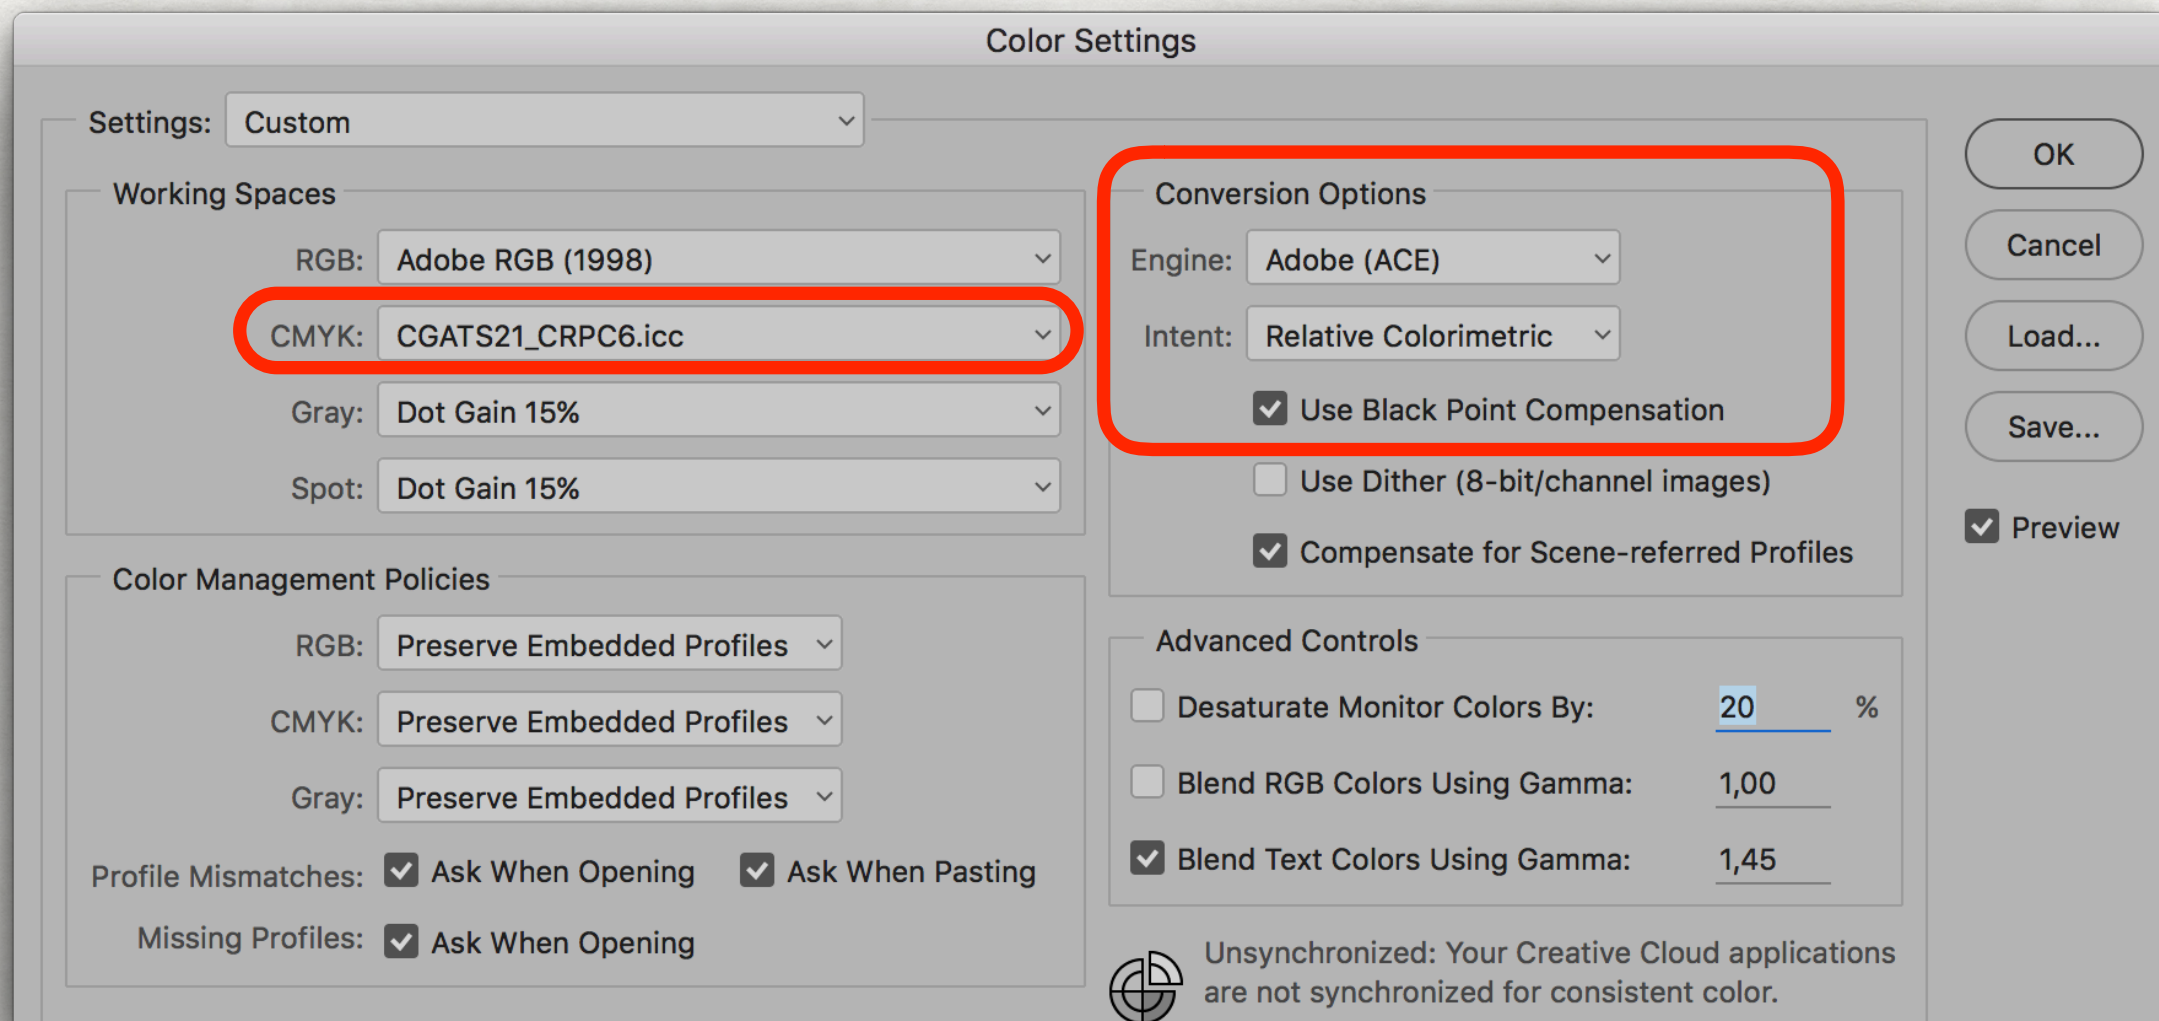 Color Settings
Settings: Custom
Working Spaces
RGB: Adobe RGB (1998)
CMYK: CGATS21_CRPC6.icc
Gray: Dot Gain 15%
Spot: Dot Gain 15%
Color Management Policies
RGB: Preserve Embedded Profiles
CMYK: Preserve Embedded Profiles
Gray: Preserve Embedded Profiles
Profile Mismatches: Ask When Opening Ask When Pasting
Missing Profiles: Ask When Opening
Conversion Options
Engine: Adobe (ACE)
Intent: Relative Colorimetric
Use Black Point Compensation
Use Dither (8-bit/channel images)
Compensate for Scene-referred Profiles
Advanced Controls
Desaturate Monitor Colors By: 20 %
Blend RGB Colors Using Gamma: 1,00
Blend Text Colors Using Gamma: 1,45
Unsynchronized: Your Creative Cloud applications
are not synchronized for consistent color.
OK
Cancel
Load...
Save...
Preview